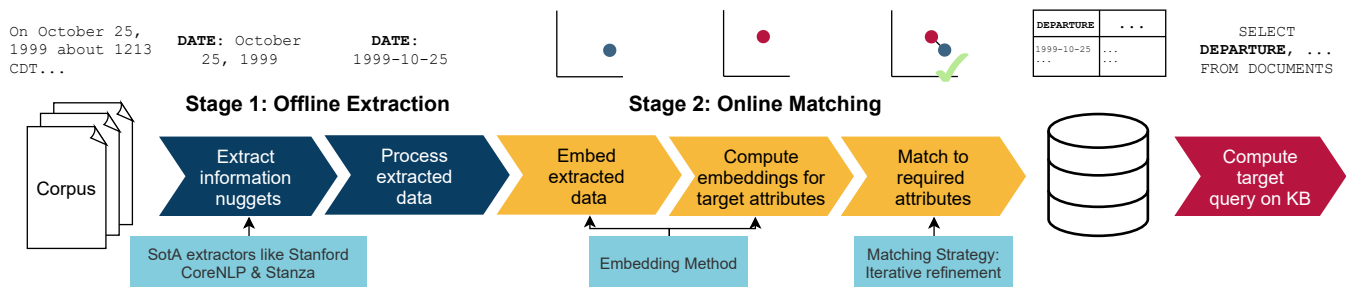 On October 25,
1999 about 1213
CDT...
DATE: October
25, 1999
DATE:
1999-10-25
DEPARTURE
...
1999-10-25
...
...
...
SELECT
DEPARTURE, ...
FROM DOCUMENTS
Stage 1: Offline Extraction
Stage 2: Online Matching
Corpus
Extract
information
nuggets
Process
extracted
data
Embed
extracted
data
Compute
embeddings for
target attributes
Match to
required
attributes
Compute
target
query on KB
SotA extractors like Stanford
CoreNLP & Stanza
Embedding Method
Matching Strategy:
Iterative refinement